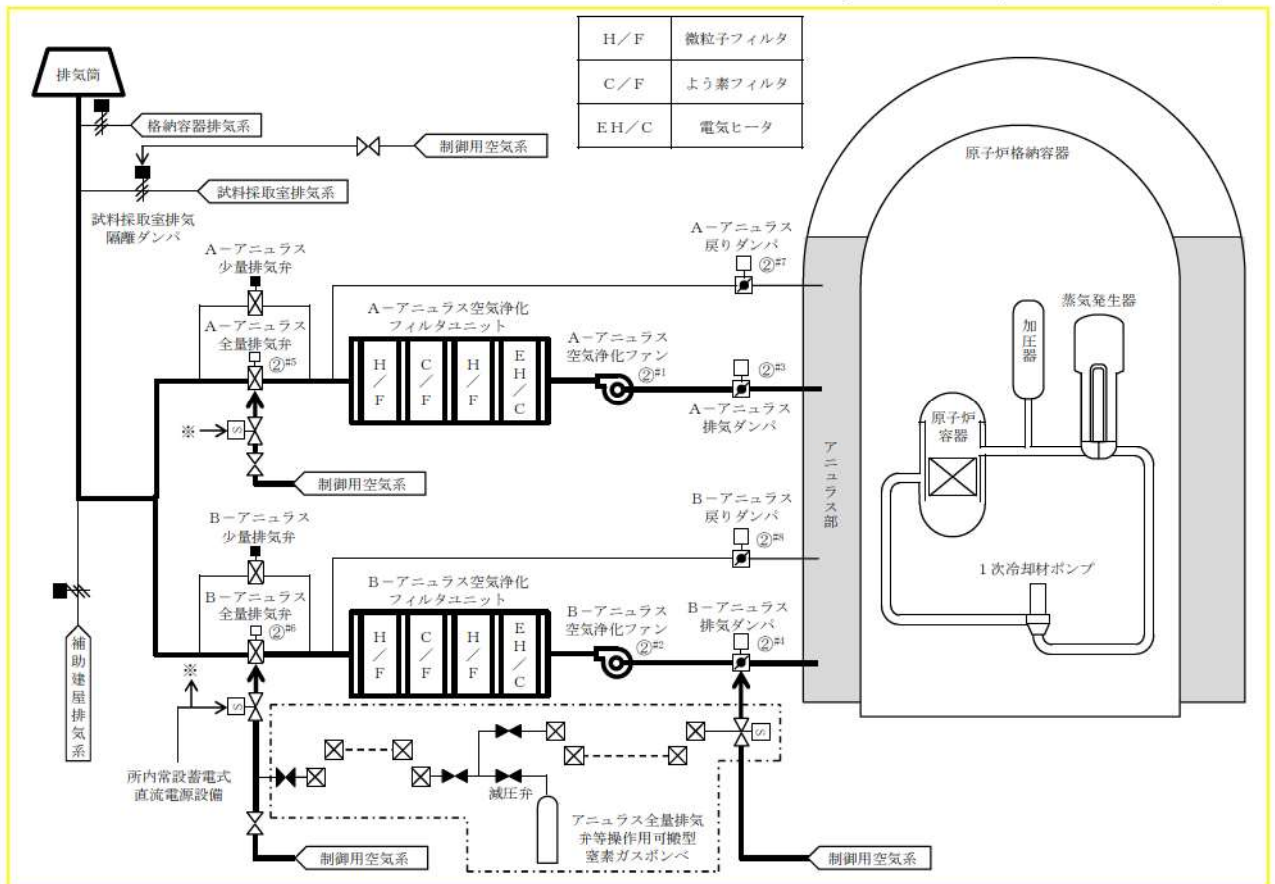 H/F 微粒子フィルタ
C/F よう素フィルタ
EH/C 電気ヒータ
排気筒
格納容器排気系
制御用空気系
試料採取室排気系
試料採取室排気
隔離ダンパ
原子炉格納容器
A-アニュラス
少量排気弁
A-アニュラス
全量排気弁
②#5
A-アニュラス空気浄化
フィルタユニット
H/F
C/F
H/F
EH/C
A-アニュラス
空気浄化ファン
②#1
A-アニュラス
戻りダンパ
②#7
②#3
A-アニュラス
排気ダンパ
※
S
制御用空気系
蒸気発生器
加圧器
原子炉
容器
1次冷却材ポンプ
アニュラス部
B-アニュラス
少量排気弁
B-アニュラス
全量排気弁
②#6
B-アニュラス空気浄化
フィルタユニット
H/F
C/F
H/F
EH/C
B-アニュラス
空気浄化ファン
②#2
B-アニュラス
戻りダンパ
②#8
B-アニュラス
排気ダンパ
②#4
※
S
S
補助建屋排気系
所内常設蓄電式
直流電源設備
減圧弁
アニュラス全量排気
弁等操作用可搬型
窒素ガスボンベ
制御用空気系
制御用空気系